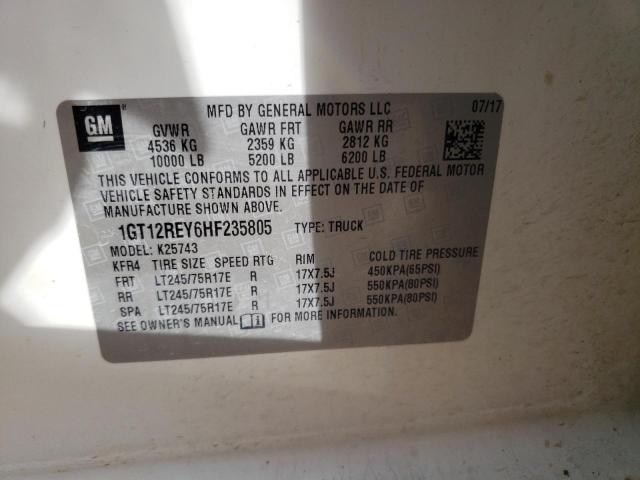 GM MFD BY GENERAL MOTORS LLC 07/17
GVWR GAWR FRT GAWR RR
4536 KG 2359 KG 2812 KG
10000 LB 5200 LB 6200 LB
THIS VEHICLE CONFORMS TO ALL APPLICABLE U.S. FEDERAL MOTOR
VEHICLE SAFETY STANDARDS IN EFFECT ON THE DATE OF
MANUFACTURE SHOWN ABOVE.
1GT12REY6HF235805 TYPE: TRUCK
MODEL: K25743
KFR4 TIRE SIZE SPEED RTG RIM COLD TIRE PRESSURE
FRT LT245/75R17E R 17X7.5J 450KPA(65PSI)
RR LT245/75R17E R 17X7.5J 550KPA(80PSI)
SPA LT245/75R17E R 17X7.5J 550KPA(80PSI)
SEE OWNER'S MANUAL FOR MORE INFORMATION.